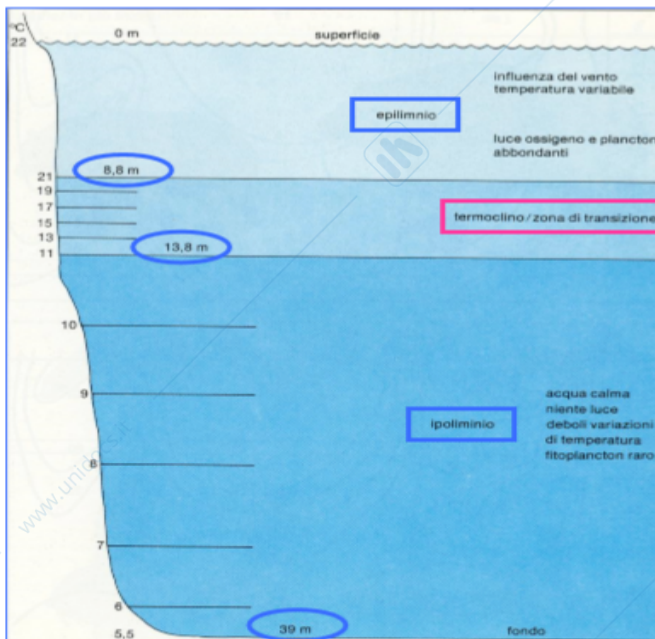 °C
0 m
superficie
22
influenza del vento
temperatura variabile
epilimnio
luce ossigeno e plancton
abbondanti
8,8 m
21
19
17
termoclino/zona di transizione
15
13
13,8 m
11
10
acqua calma
9
niente luce
ipoliminio
deboli variazioni
di temperatura
fitoplancton raro
8
7
6
39 m
fondo
5,5